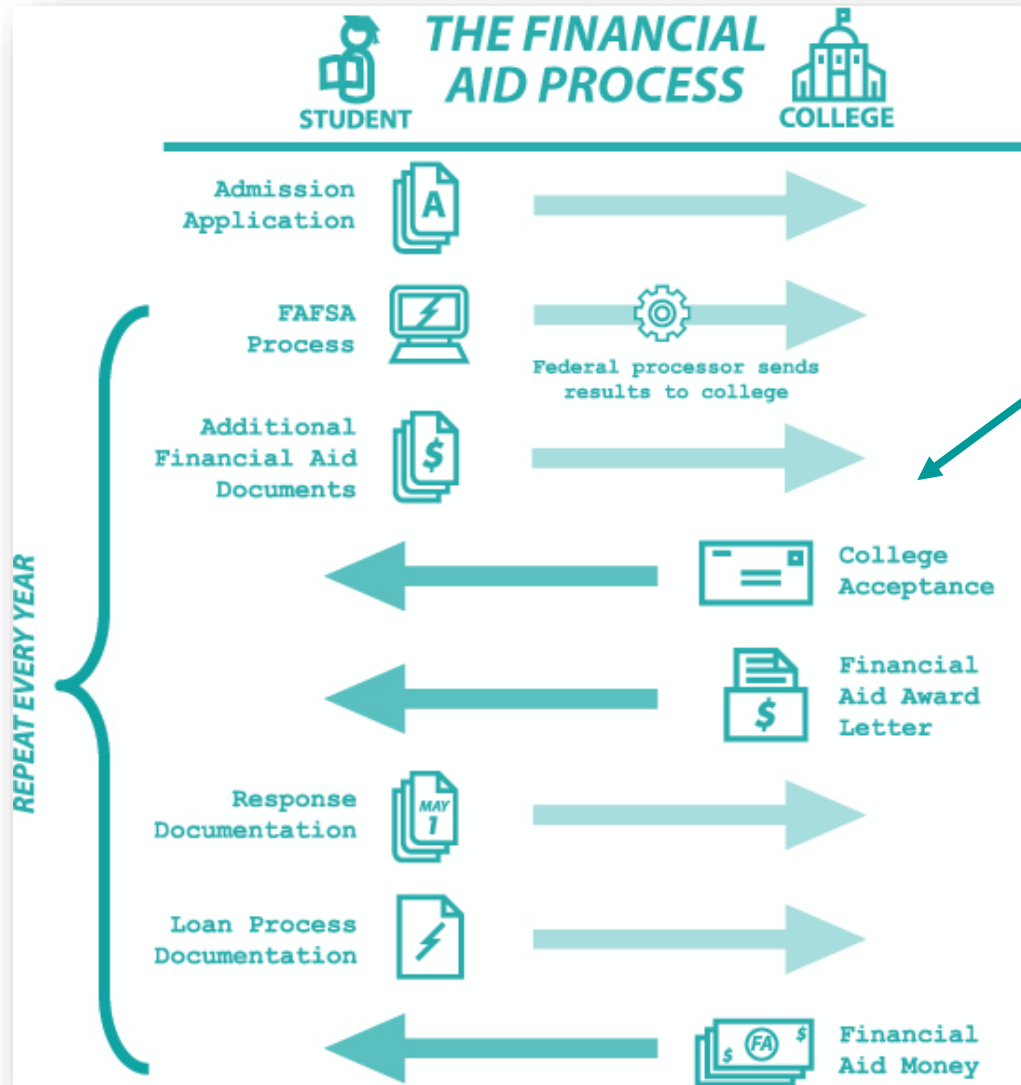 THE FINANCIAL
AID PROCESS
STUDENT
COLLEGE
Admission
Application
A
FAFSA
Process
Federal processor sends
results to college
Additional
Financial Aid
Documents
$
College
Acceptance
REPEAT EVERY YEAR
Financial
Aid Award
Letter
$
Response
Documentation
MAY
1
Loan Process
Documentation
$ FA $
Financial
Aid Money